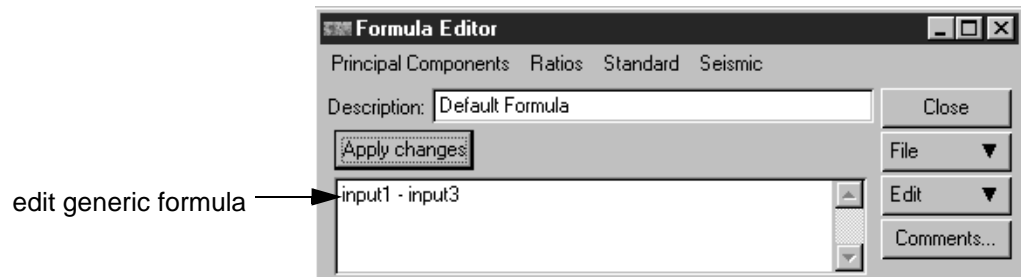 Formula Editor
Principal Components Ratios Standard Seismic
Description: Default Formula Close
Apply changes File
edit generic formula input1 - input3 Edit
Comments...